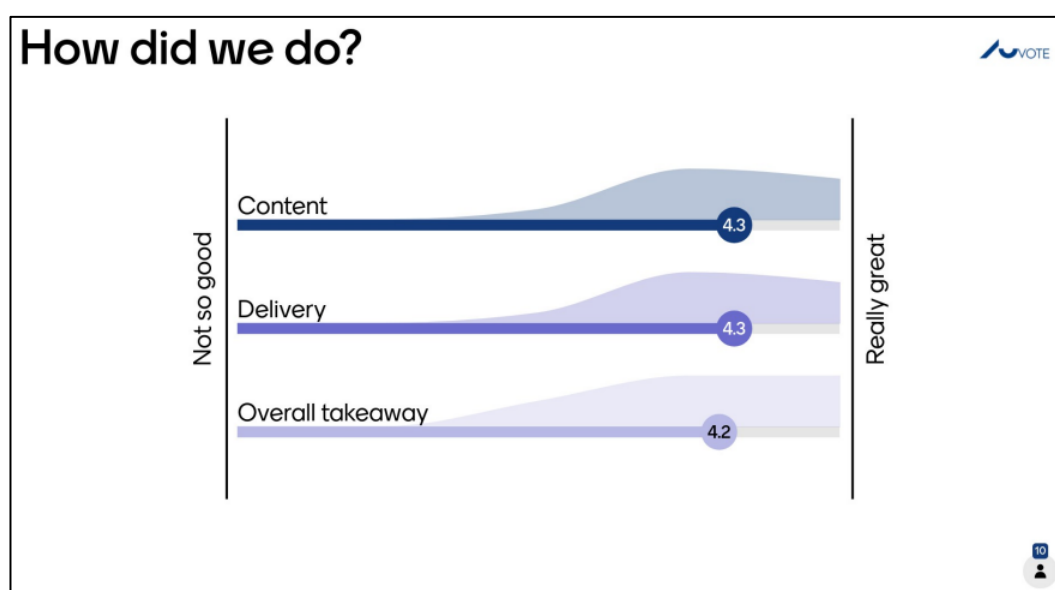 How did we do?
VOTE
Content
4.3
Not so good
Delivery
4.3
Really great
Overall takeaway
4.2
10